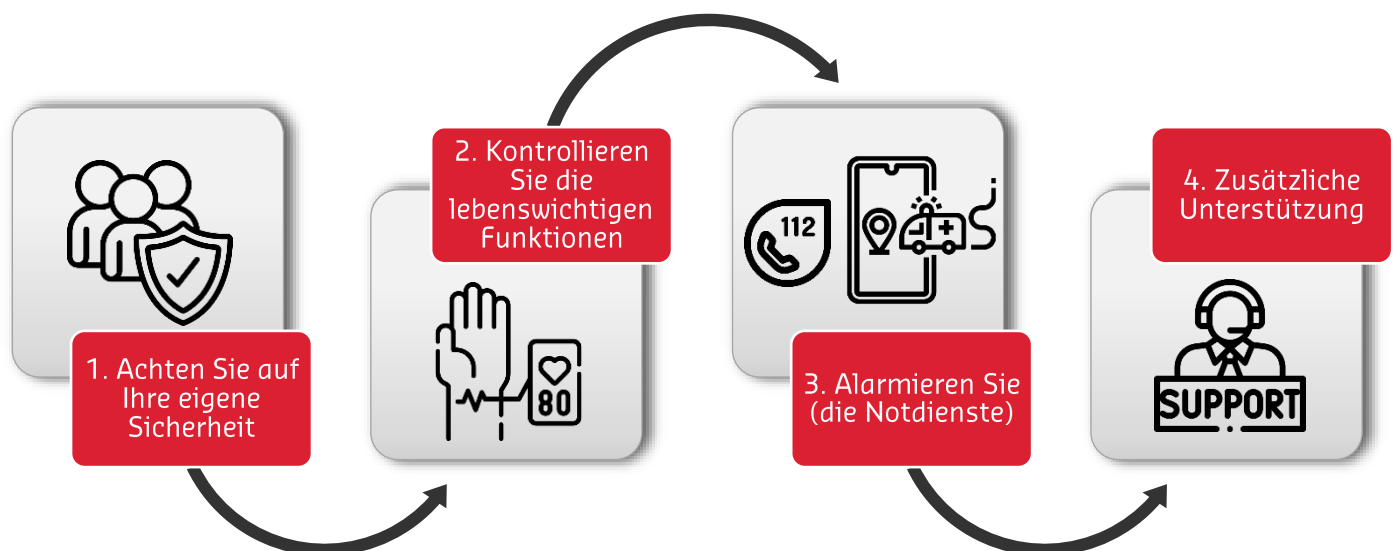 1. Achten Sie auf
Ihre eigene
Sicherheit
2. Kontrollieren
Sie die
lebenswichtigen
Funktionen
80
112
3. Alarmieren Sie
(die Notdienste)
4. Zusätzliche
Unterstützung
SUPPORT